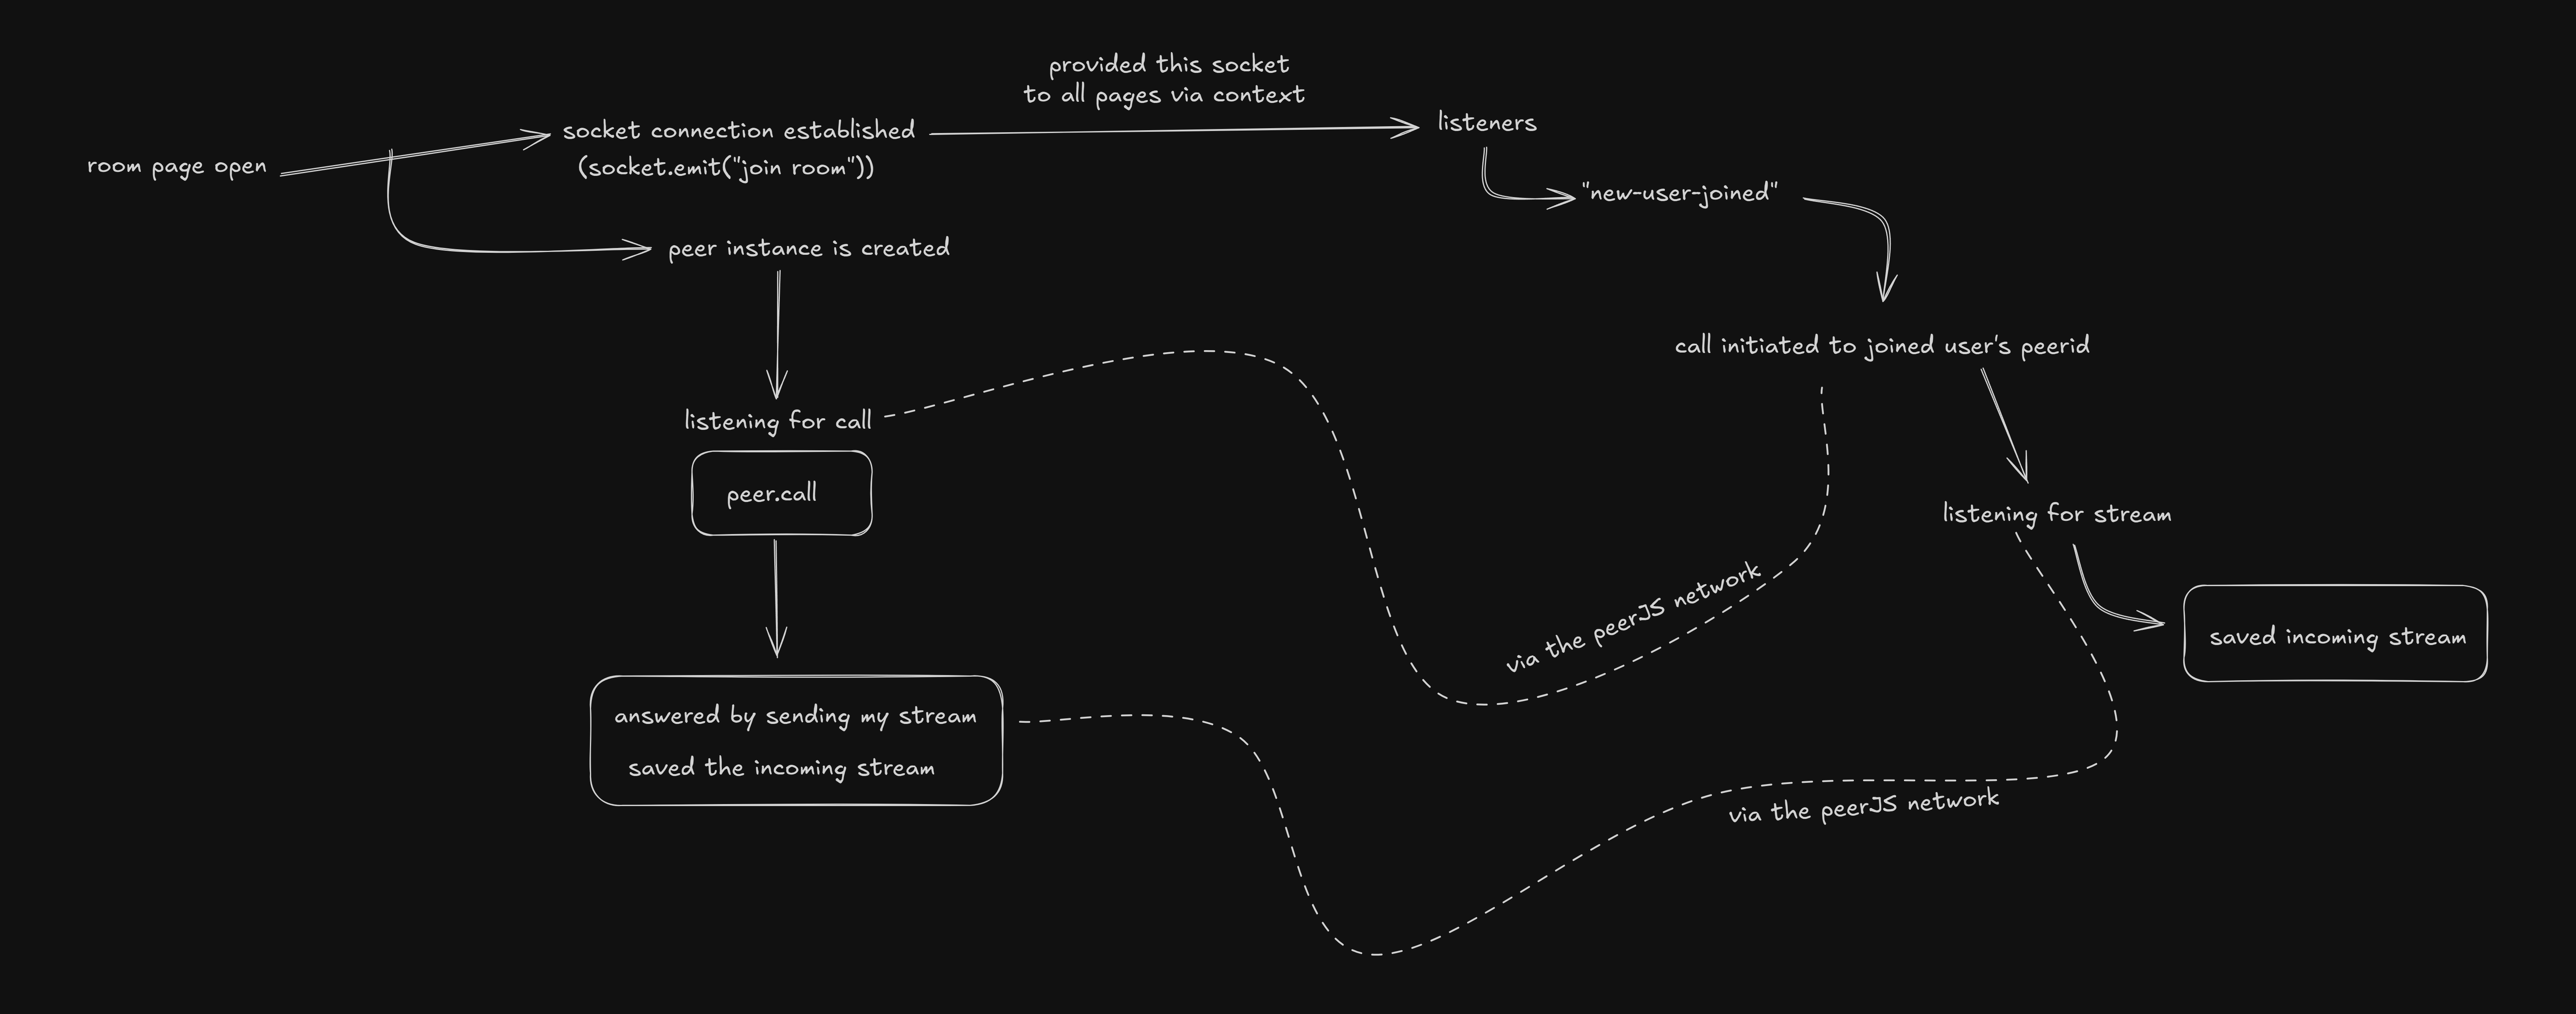 provided this socket
to all pages via context
room page open
socket connection established
(socket.emit("join room"))
listeners
"new-user-joined"
peer instance is created
call initiated to joined user's peerid
listening for call
peer.call
listening for stream
via the peerJS network
saved incoming stream
answered by sending my stream
saved the incoming stream
via the peerJS network